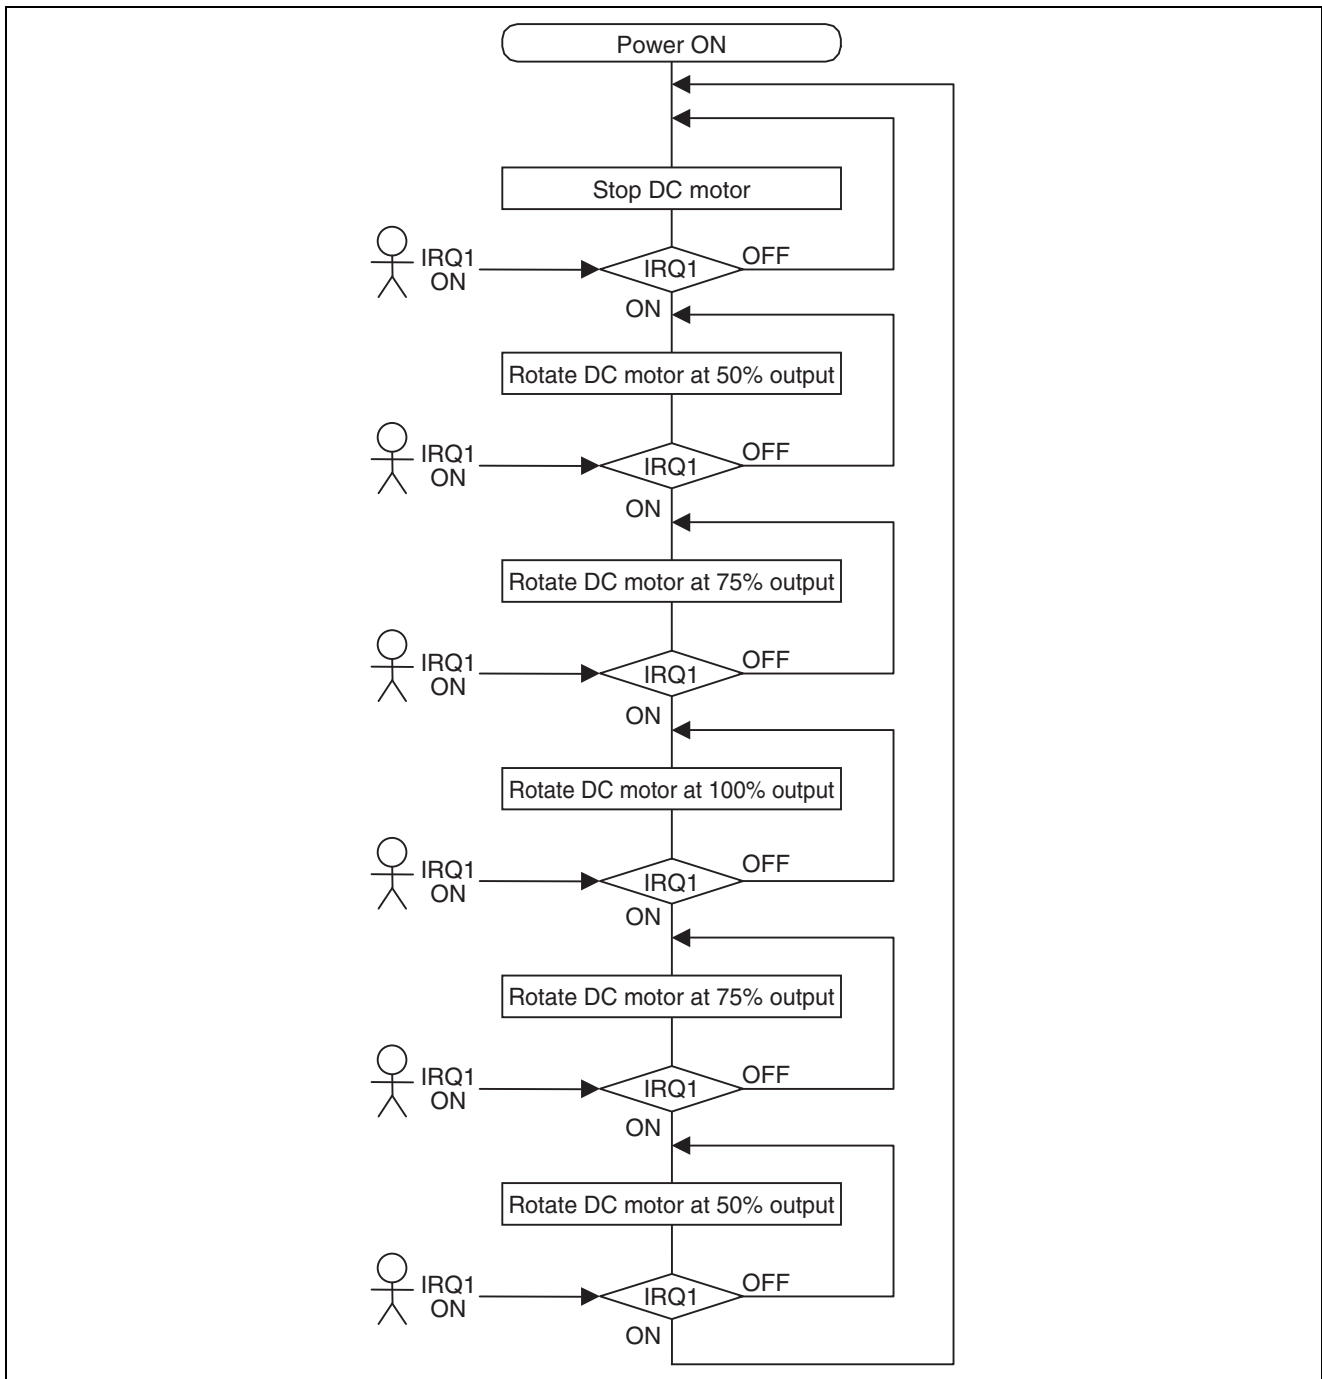 Power ON
Stop DC motor
IRQ1
ON
IRQ1
OFF
ON
Rotate DC motor at 50% output
IRQ1
ON
IRQ1
OFF
ON
Rotate DC motor at 75% output
IRQ1
ON
IRQ1
OFF
ON
Rotate DC motor at 100% output
IRQ1
ON
IRQ1
OFF
ON
Rotate DC motor at 75% output
IRQ1
ON
IRQ1
OFF
ON
Rotate DC motor at 50% output
IRQ1
ON
IRQ1
OFF
ON